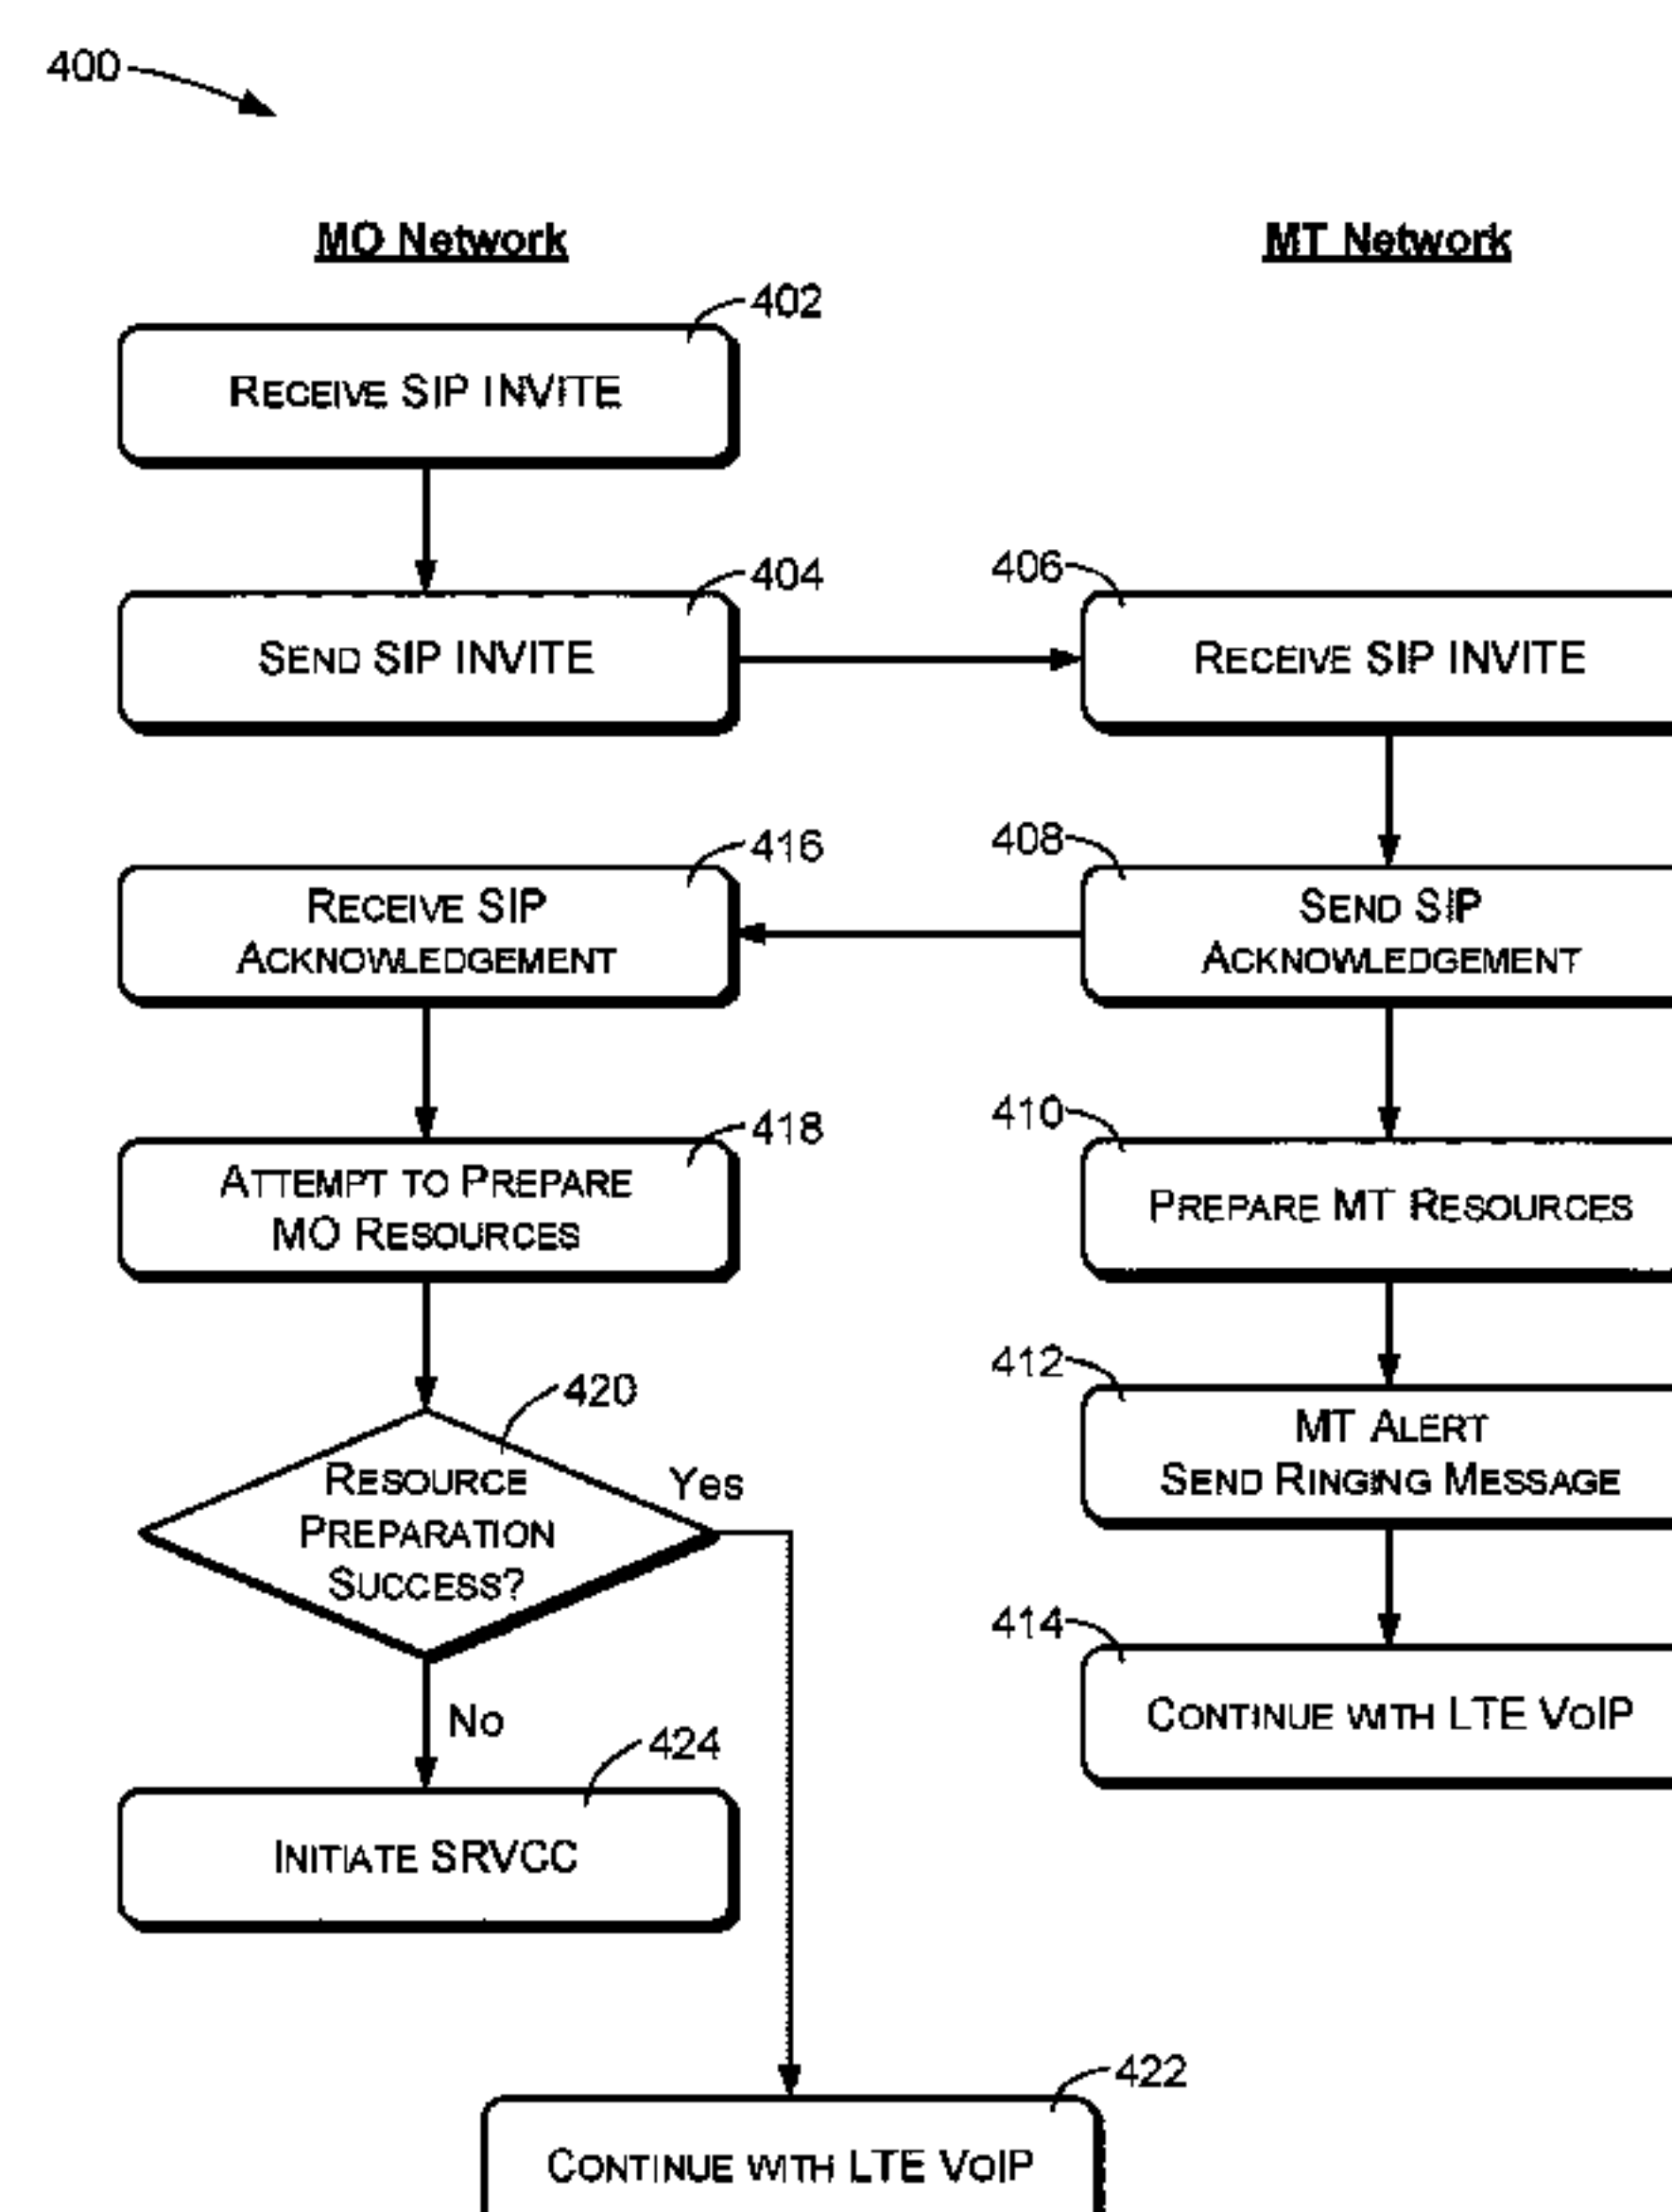 400
MO Network
MT Network
402
RECEIVE SIP INVITE
404
SEND SIP INVITE
406
RECEIVE SIP INVITE
416
RECEIVE SIP
ACKNOWLEDGEMENT
408
SEND SIP
ACKNOWLEDGEMENT
418
ATTEMPT TO PREPARE
MO RESOURCES
410
PREPARE MT RESOURCES
412
MT ALERT
SEND RINGING MESSAGE
420
RESOURCE
PREPARATION
SUCCESS?
Yes
No
414
CONTINUE WITH LTE VOIP
424
INITIATE SRVCC
422
CONTINUE WITH LTE VOIP